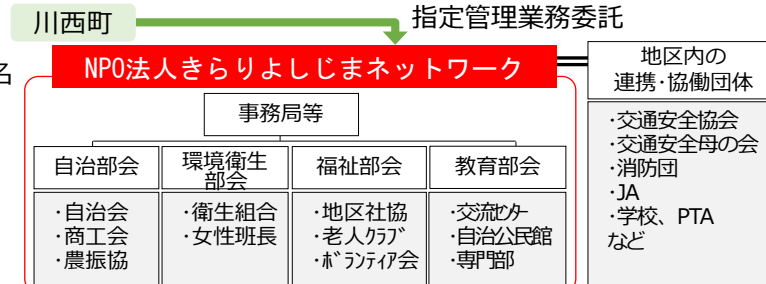 川西町
指定管理業務委託
名
NPO法人きらりよしじまネットワーク
地区内の
連携･協働団体
事務局等
自治部会
環境衛生
部会
福祉部会
教育部会
･自治会
･商工会
･農振協
･衛生組合
･女性班長
･地区社協
･老人ｸﾗﾌﾞ
･ﾎﾞﾗﾝﾃｨｱ会
･交流ｾﾝﾀｰ
･自治公民館
･専門部
･交通安全協会
･交通安全母の会
･消防団
･JA
･学校、PTA
など